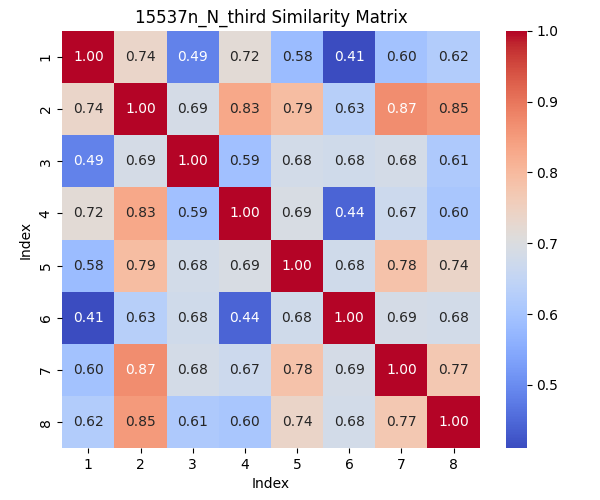 15537n_N_third Similarity Matrix
1 1.00 0.74 0.49 0.72 0.58 0.41 0.60 0.62
2 0.74 1.00 0.69 0.83 0.79 0.63 0.87 0.85
3 0.49 0.69 1.00 0.59 0.68 0.68 0.68 0.61
4 0.72 0.83 0.59 1.00 0.69 0.44 0.67 0.60
5 0.58 0.79 0.68 0.69 1.00 0.68 0.78 0.74
6 0.41 0.63 0.68 0.44 0.68 1.00 0.69 0.68
7 0.60 0.87 0.68 0.67 0.78 0.69 1.00 0.77
8 0.62 0.85 0.61 0.60 0.74 0.68 0.77 1.00
1 2 3 4 5 6 7 8
Index
Index
1.0
0.9
0.8
0.7
0.6
0.5